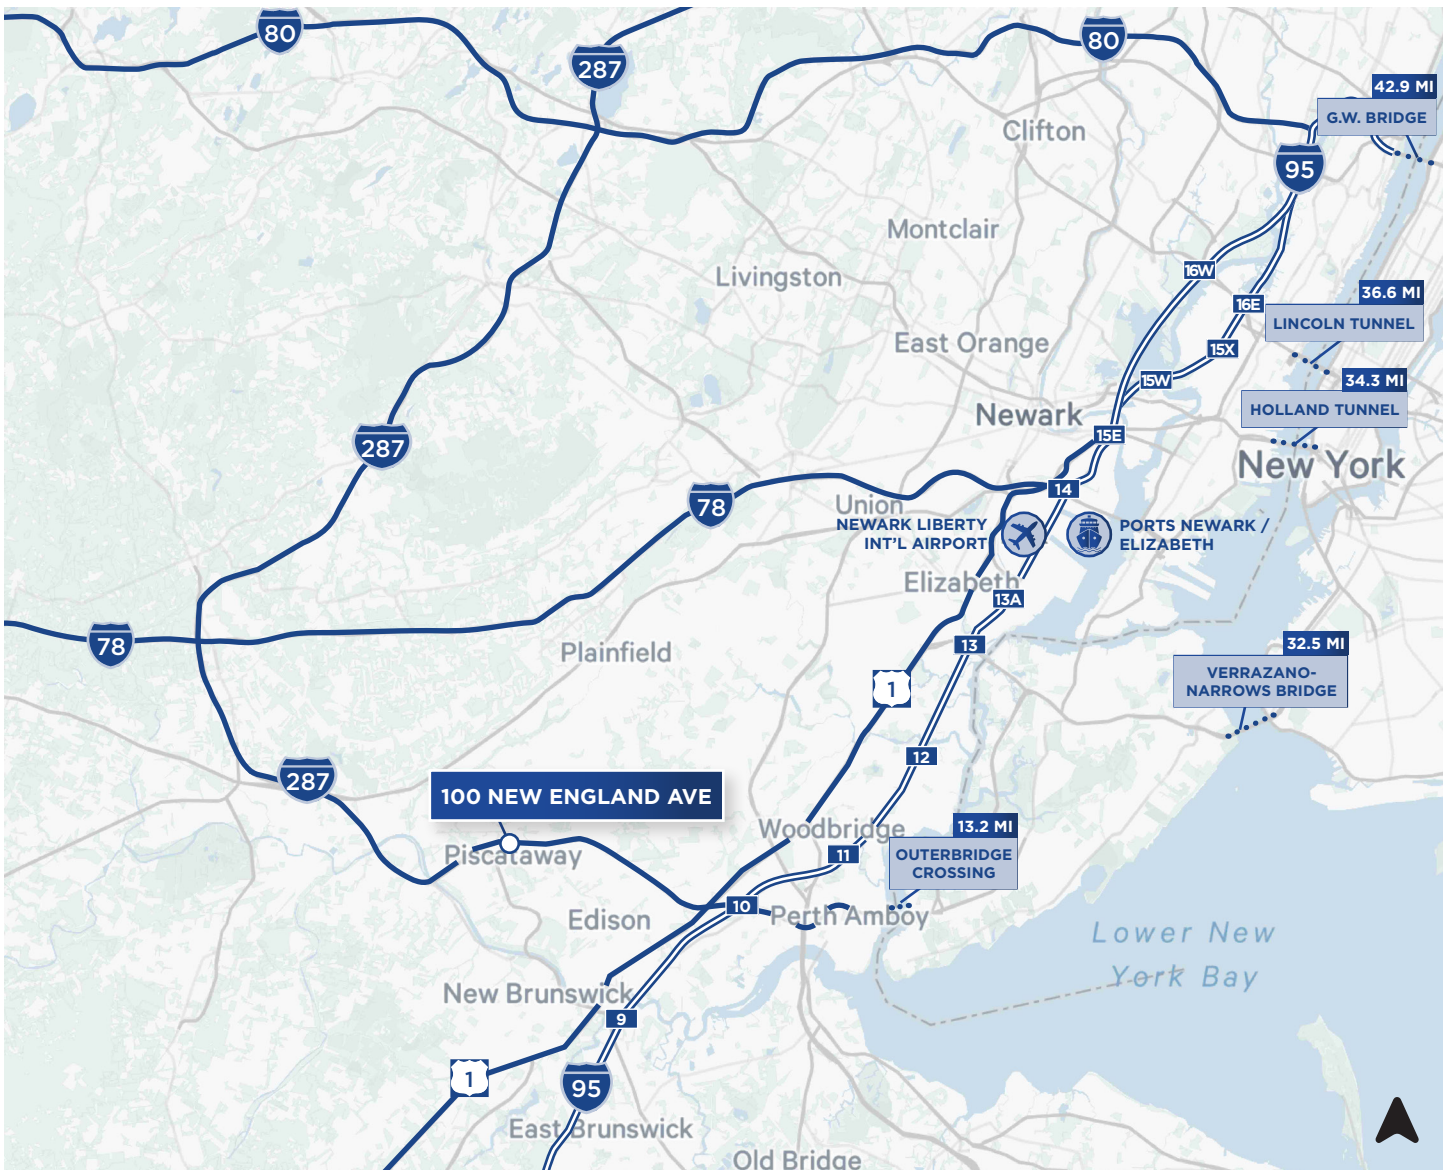 80
287
80
42.9 MI
G.W. BRIDGE
Clifton
95
Montclair
Livingston
16W
36.6 MI
16E
LINCOLN TUNNEL
East Orange
15X
15W
34.3 MI
HOLLAND TUNNEL
Newark
15E
287
New York
78
14
Union
NEWARK LIBERTY
INT'L AIRPORT
PORTS NEWARK /
ELIZABETH
Elizabeth
13A
78
Plainfield
13
32.5 MI
VERRAZANO-
NARROWS BRIDGE
1
12
287
100 NEW ENGLAND AVE
Woodbridge
13.2 MI
OUTERBRIDGE
CROSSING
11
Piscataway
10
Perth Amboy
Edison
Lower New
York Bay
New Brunswick
9
1
95
East Brunswick
Old Bridge